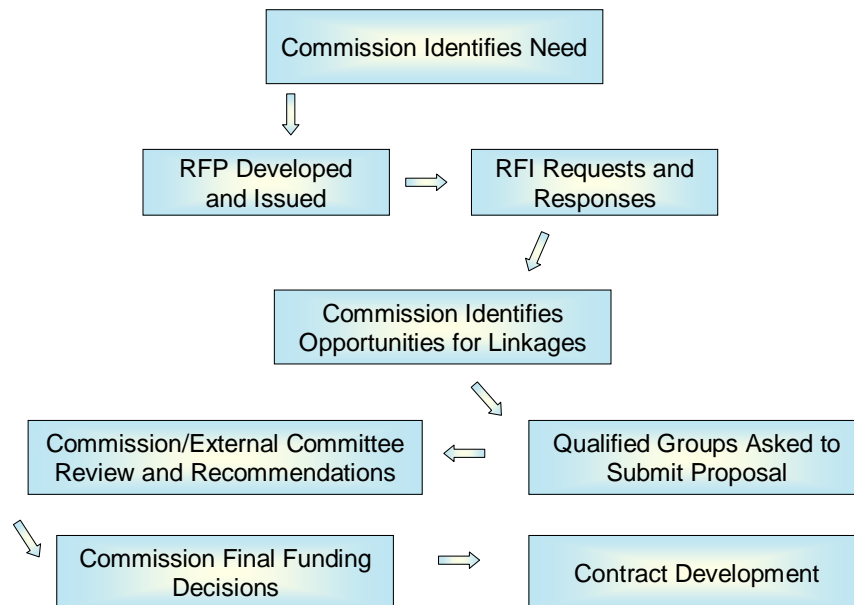 Commission Identifies Need
RFP Developed
and Issued
RFI Requests and
Responses
Commission Identifies
Opportunities for Linkages
Commission/External Committee
Review and Recommendations
Qualified Groups Asked to
Submit Proposal
Commission Final Funding
Decisions
Contract Development